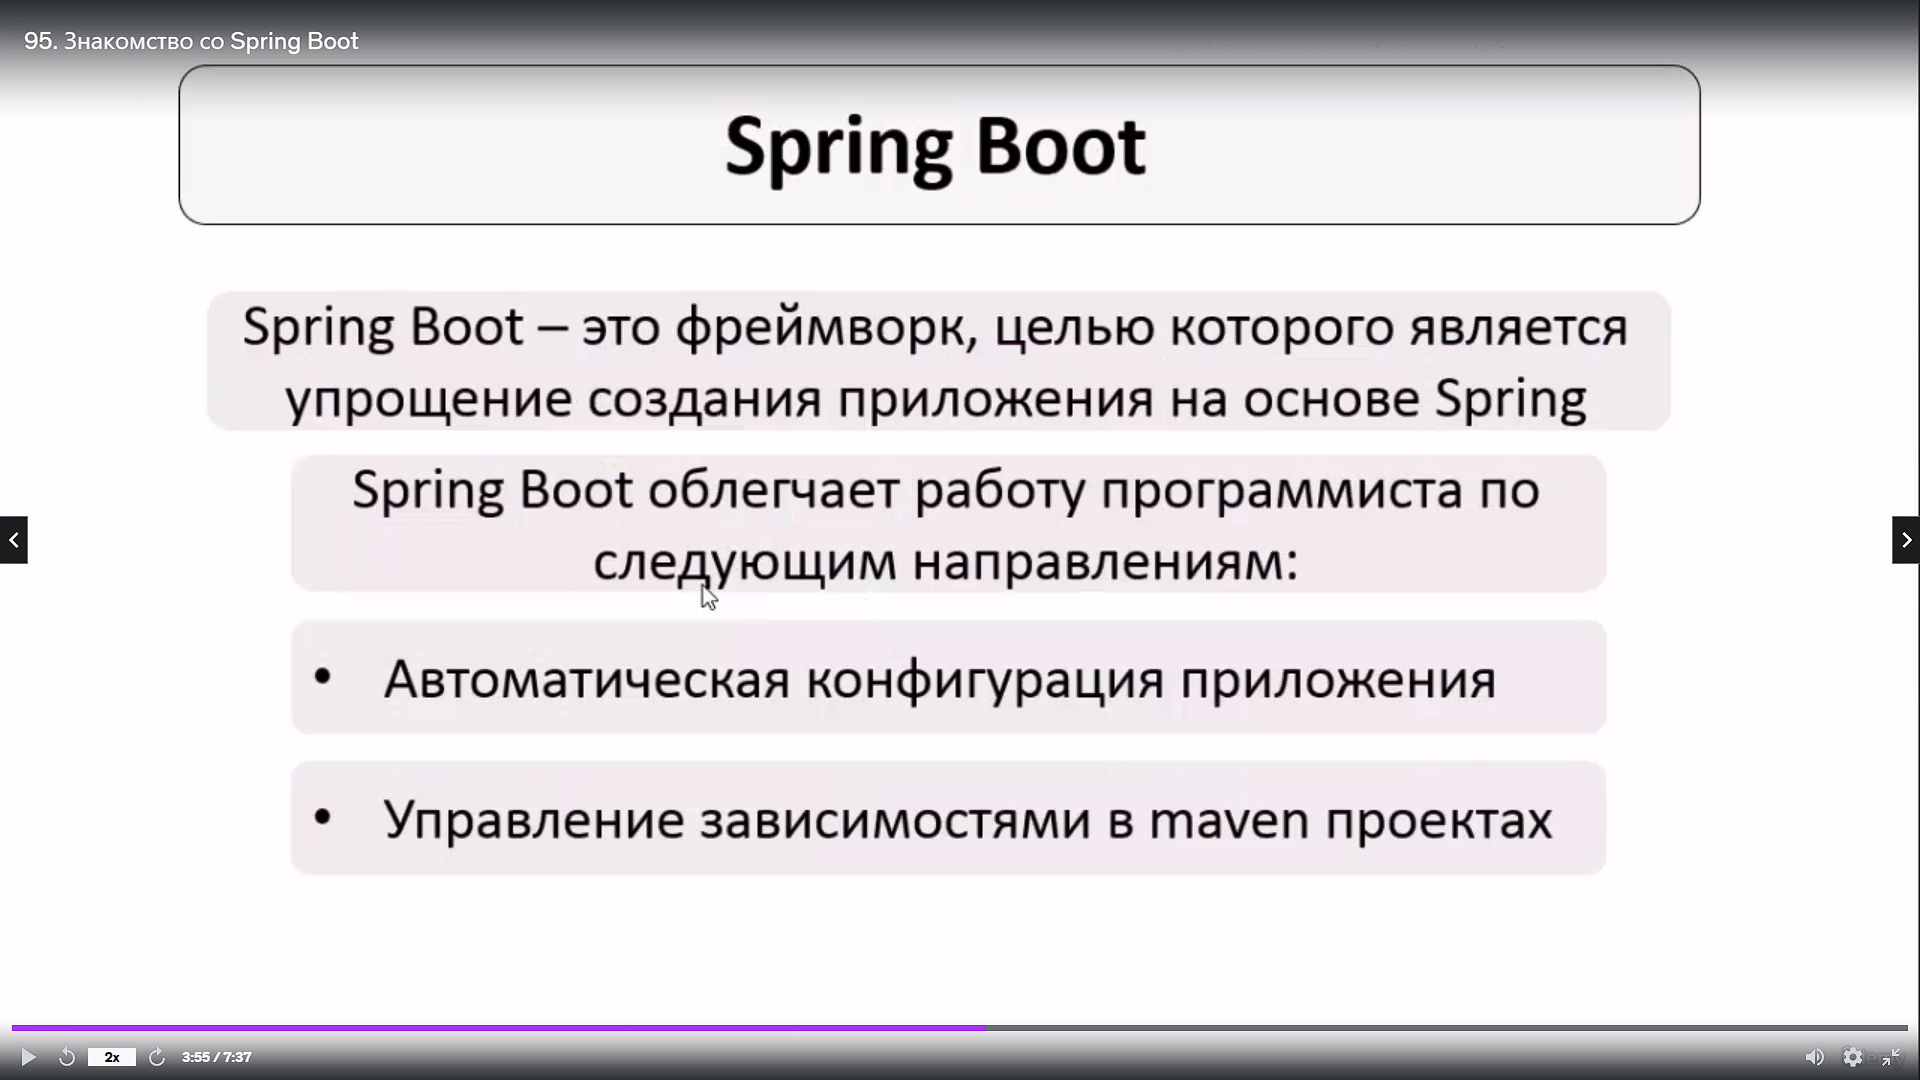 95. Знакомство со Spring Boot
Spring Boot
Spring Boot – это фреймворк, целью которого является
упрощение создания приложения на основе Spring
Spring Boot облегчает работу программиста по
следующим направлениям:
• Автоматическая конфигурация приложения
• Управление зависимостями в maven проектах
2x 3:55 / 7:37